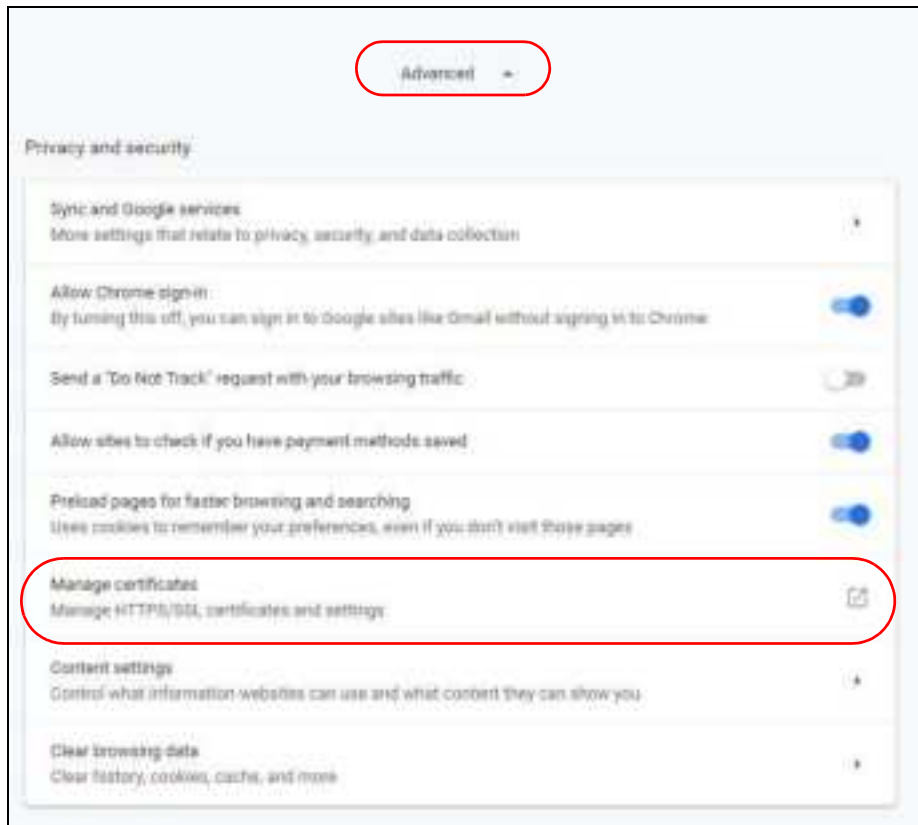 Advanced
Privacy and security
Sync and Google services
More settings that relate to privacy, security, and data collection
Allow Chrome sign-in
By turning this off, you can sign in to Google sites like Gmail without signing in to Chrome
Send a "Do Not Track" request with your browsing traffic
Allow sites to check if you have payment methods saved
Preload pages for faster browsing and searching
Uses cookies to remember your preferences, even if you don't visit those pages
Manage certificates
Manage HTTPS/SSL certificates and settings
Content settings
Control what information websites can use and what content they can show you
Clear browsing data
Clear history, cookies, cache, and more